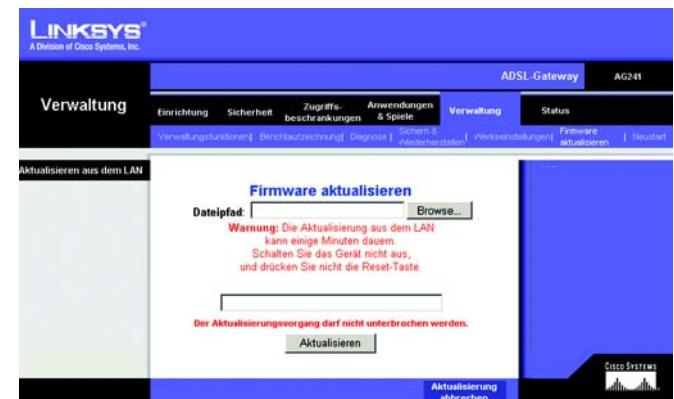 LINKSYS®
A Division of Cisco Systems, Inc.
ADSL-Gateway AG241
Verwaltung
Einrichtung Sicherheit Zugriffs-beschrankungen Anwendungen & Spiele Verwaltung Status
Verwaltungsfunktionen| Berichtaufzeichnung| Diagnose | Sichern & Wiederherstellen| Werkseinstellungen| Firmware aktualisieren | Neustart
Aktualisieren aus dem LAN
Firmware aktualisieren
Dateipfad: Browse...
Warnung: Die Aktualisierung aus dem LAN
kann einige Minuten dauern.
Schalten Sie das Gerät nicht aus,
und drücken Sie nicht die Reset-Taste.
Der Aktualisierungsvorgang darf nicht unterbrochen werden.
Aktualisieren
CISCO SYSTEMS
Aktualisierung
abbrechen